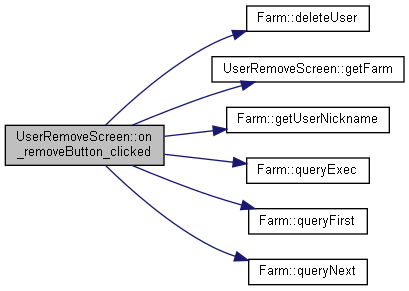 Farm::deleteUser
UserRemoveScreen::getFarm
UserRemoveScreen::on
_removeButton_clicked
Farm::getUserNickname
Farm::queryExec
Farm::queryFirst
Farm::queryNext